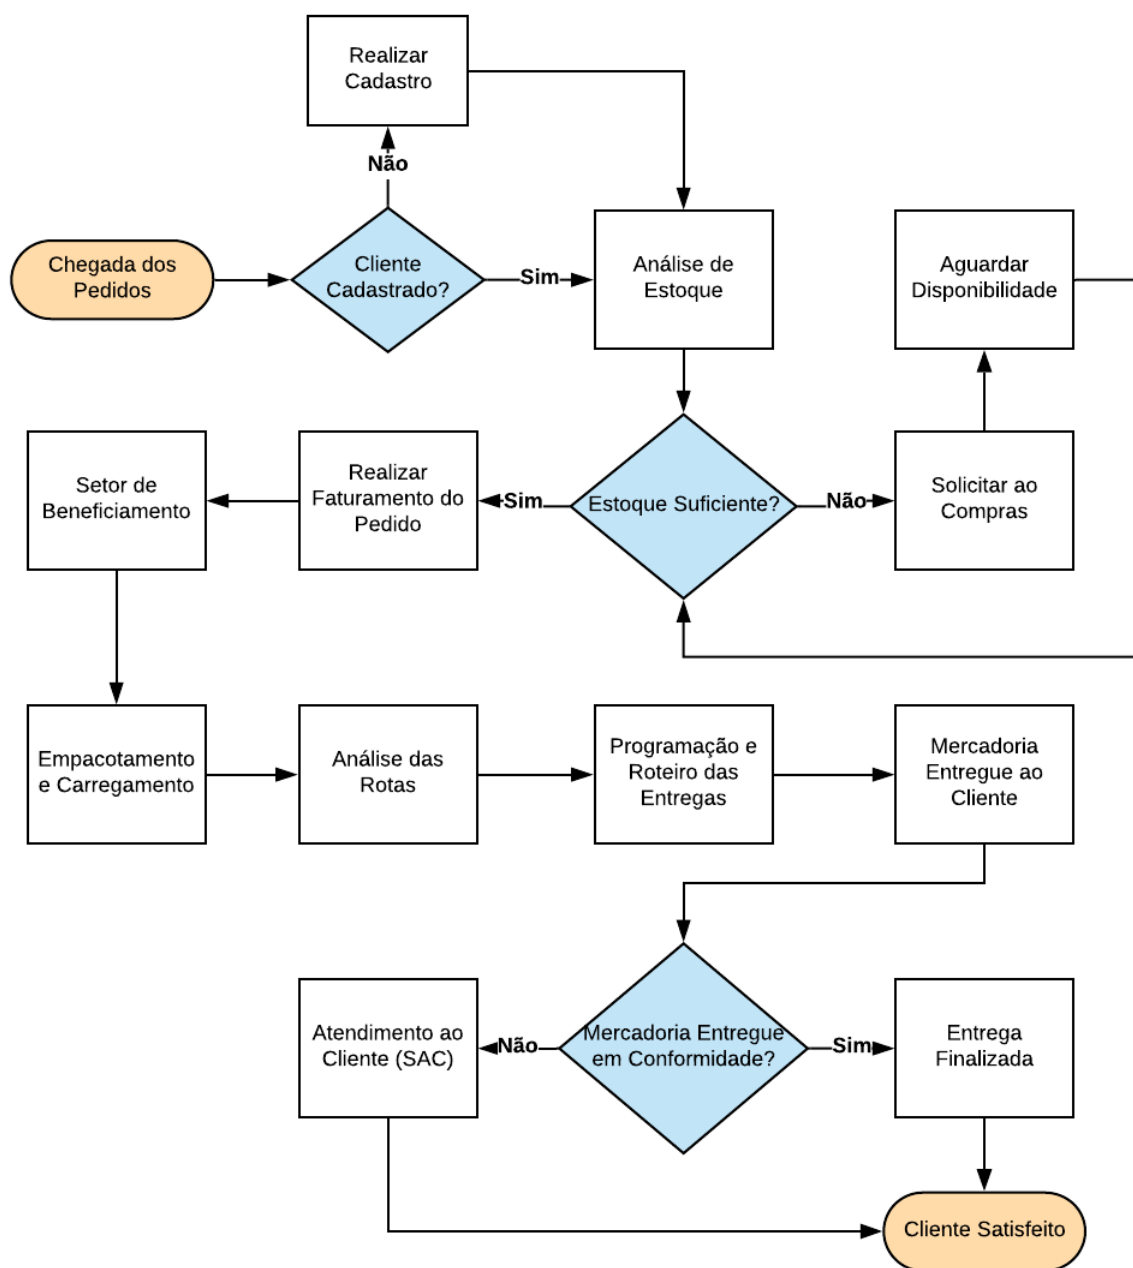 Realizar
Cadastro
Não
Chegada dos
Pedidos
Cliente
Cadastrado?
Sim
Análise de
Estoque
Aguardar
Disponibilidade
Setor de
Beneficiamento
Realizar
Faturamento do
Pedido
Sim
Estoque Suficiente?
Não
Solicitar ao
Compras
Empacotamento
e Carregamento
Análise das
Rotas
Programação e
Roteiro das
Entregas
Mercadoria
Entregue ao
Cliente
Atendimento ao
Cliente (SAC)
Não
Mercadoria Entregue
em Conformidade?
Sim
Entrega
Finalizada
Cliente Satisfeito